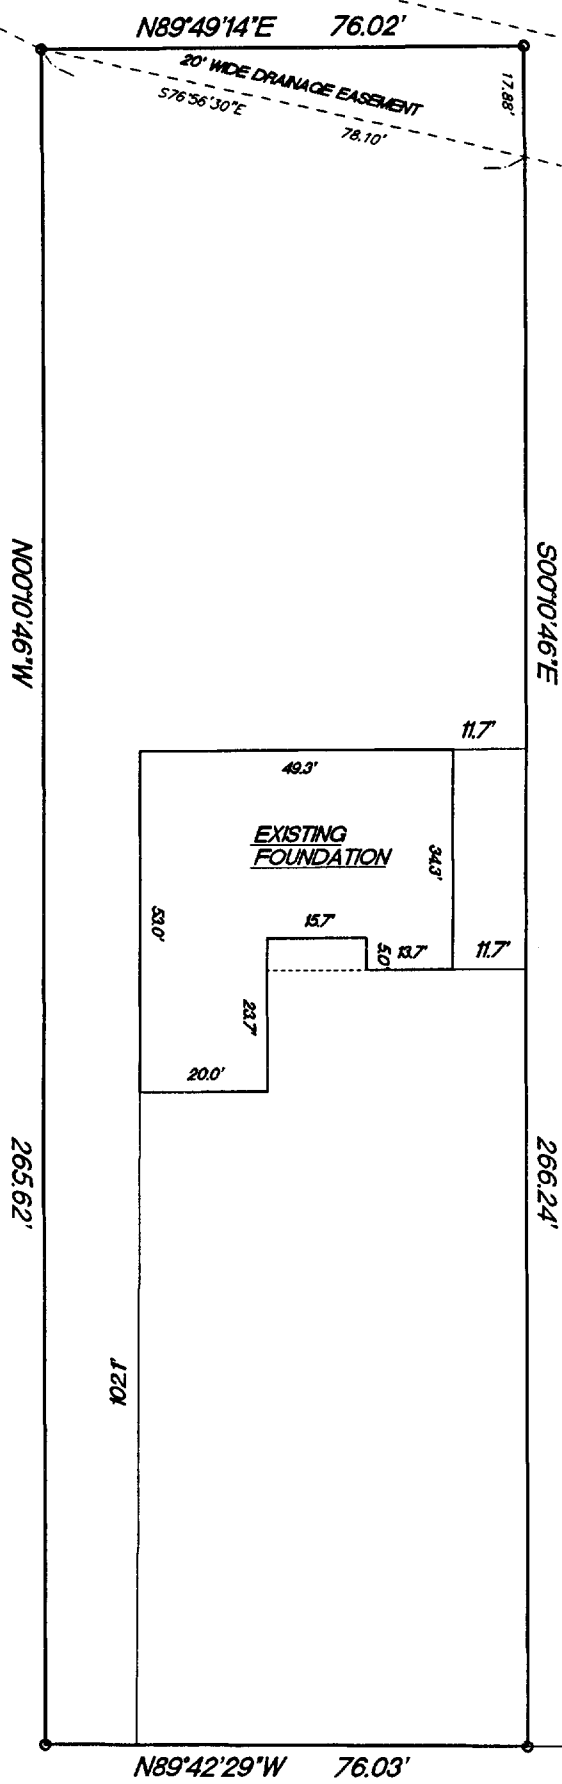 N89°49'14"E 76.02'
20' WIDE DRAINAGE EASEMENT
S76°56'30"E 78.10'
17.88'
N00°10'46"W 265.62'
S00°10'46"E 266.24'
11.7'
49.3'
EXISTING
FOUNDATION
34.3'
53.0'
15.7'
5.0'
13.7'
11.7'
23.7'
20.0'
102.1'
N89°42'29"W 76.03'